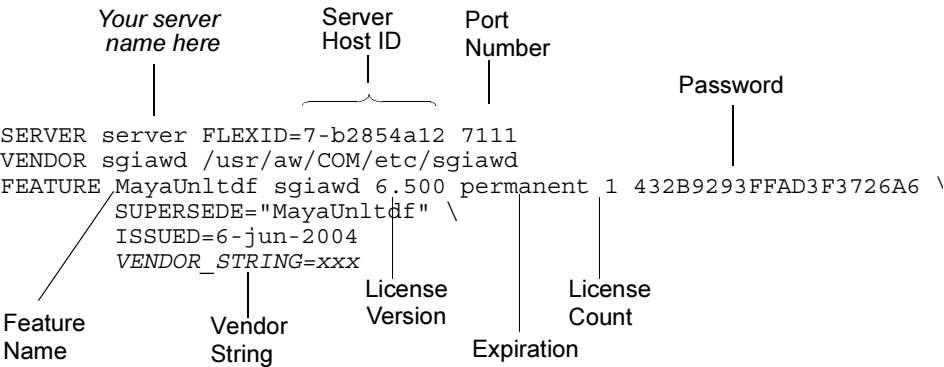 Your server
name here
Server
Host ID
Port
Number
Password
SERVER server FLEXID=7-b2854a12 7111
VENDOR sgiawd /usr/aw/COM/etc/sgiawd
FEATURE MayaUnltdf sgiawd 6.500 permanent 1 432B9293FFAD3F3726A6 \
SUPERSEDE="MayaUnltdf" \
ISSUED=6-jun-2004
VENDOR_STRING=xxx
Feature
Name
Vendor
String
License
Version
Expiration
License
Count